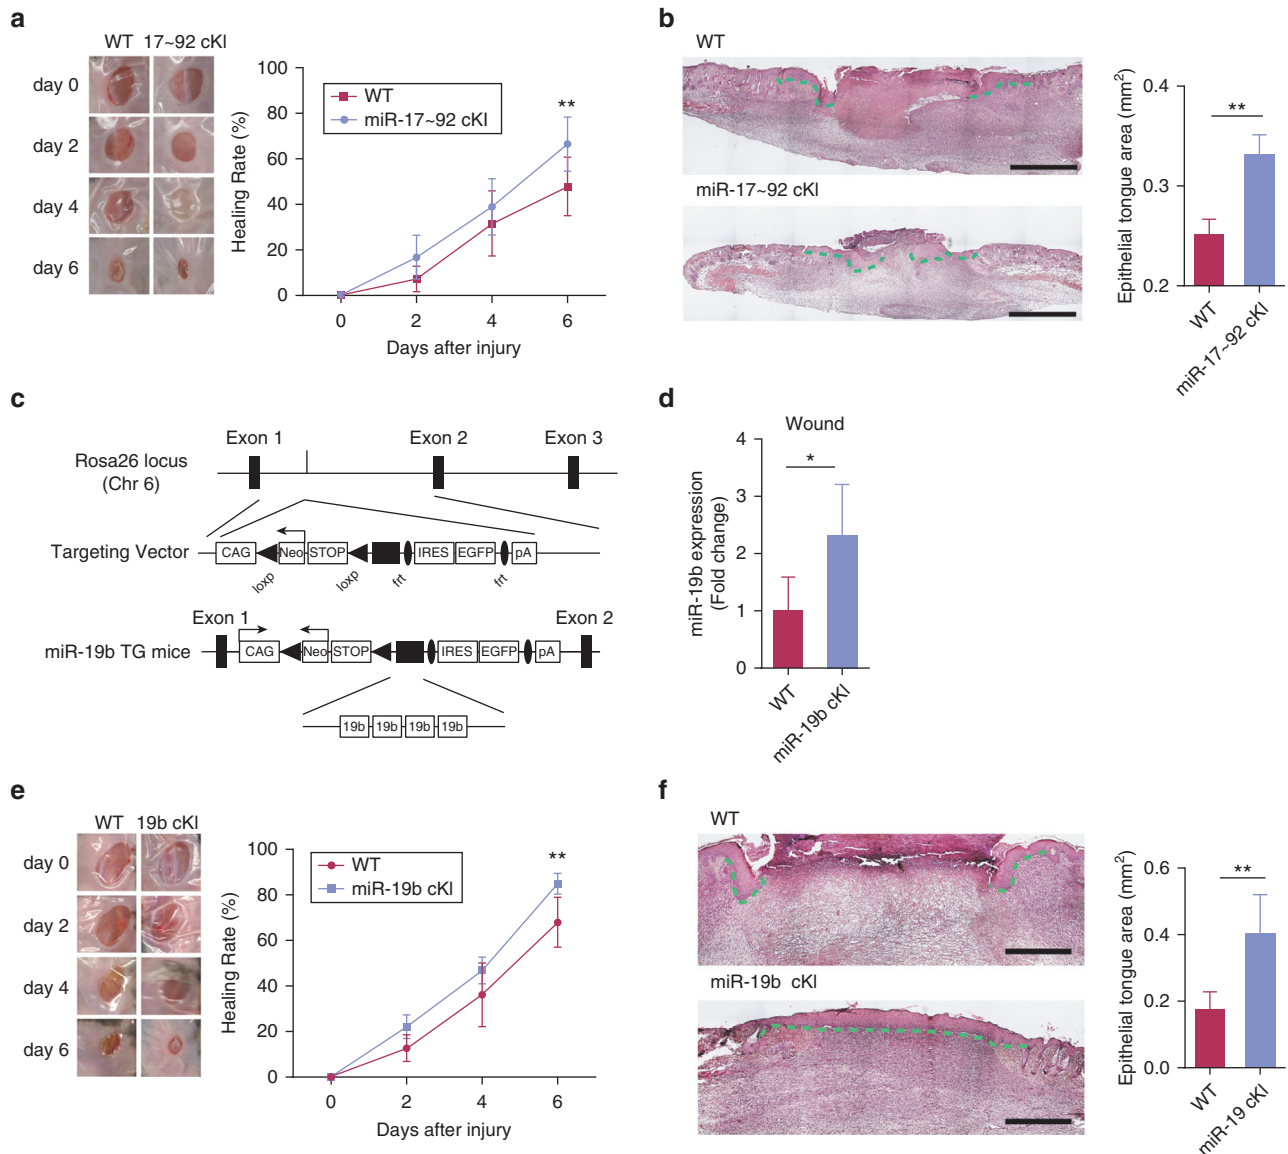 a
WT 17~92 cKI
day 0
day 2
day 4
day 6
Healing Rate (%)
100
80
60
40
20
0
WT
miR-17~92 cKI
**
0 2 4 6
Days after injury
b
WT
miR-17~92 cKI
Epithelial tongue area (mm²)
0.4
0.3
0.2
**
WT
miR-17~92 cKI
c
Exon 1 Exon 2 Exon 3
Rosa26 locus
(Chr 6)
Targeting Vector
CAG Neo STOP IRES EGFP pA
loxp loxp frt frt
Exon 1 Exon 2
miR-19b TG mice
CAG Neo STOP IRES EGFP pA
19b 19b 19b 19b
d
Wound
miR-19b expression
(Fold change)
4
3
2
1
0
*
WT
miR-19b cKI
e
WT 19b cKI
day 0
day 2
day 4
day 6
Healing Rate (%)
100
80
60
40
20
0
WT
miR-19b cKI
**
0 2 4 6
Days after injury
f
WT
miR-19b cKI
Epithelial tongue area (mm²)
0.6
0.4
0.2
0.0
**
WT
miR-19 cKI